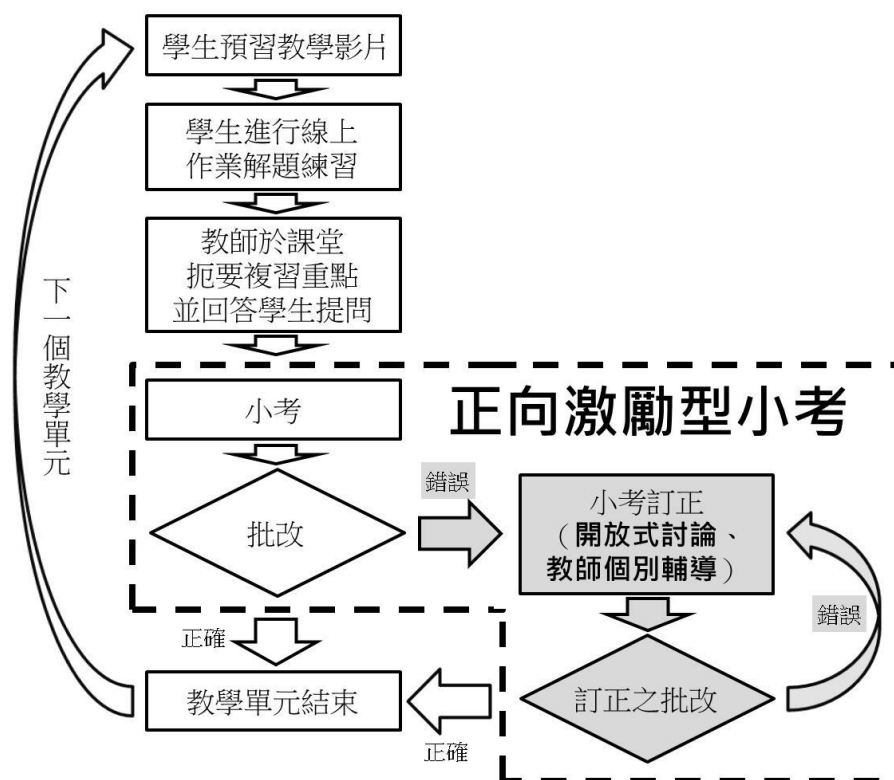 學生預習教學影片
學生進行線上
作業解題練習
教師於課堂
扼要複習重點
並回答學生提問
下一個教學單元
正向激勵型小考
小考
錯誤
批改
小考訂正
（開放式討論、
教師個別輔導）
錯誤
正確
訂正之批改
教學單元結束
正確